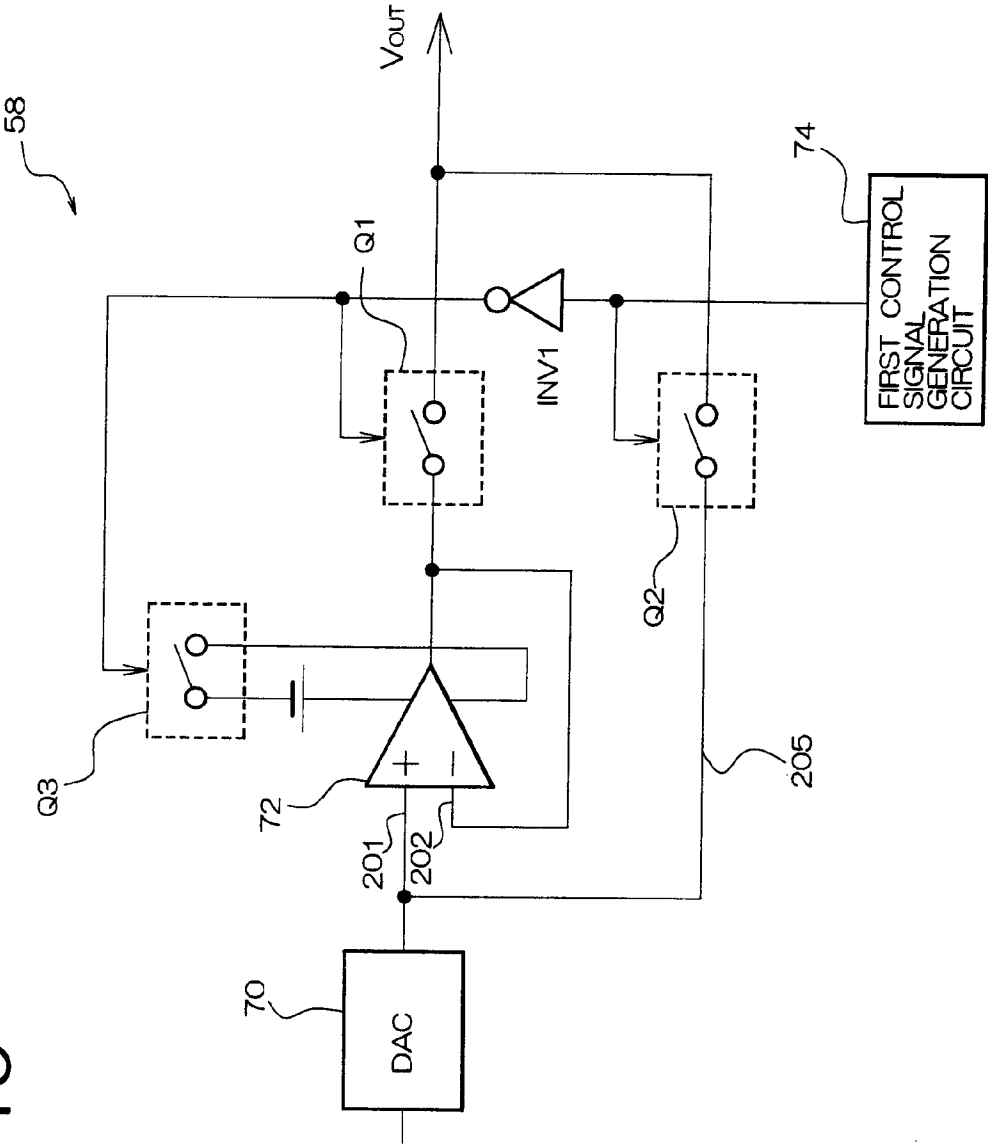 58
VOUT
Q3
Q1
72
+
−
201
202
INV1
70
DAC
Q2
205
74
FIRST CONTROL
SIGNAL
GENERATION
CIRCUIT